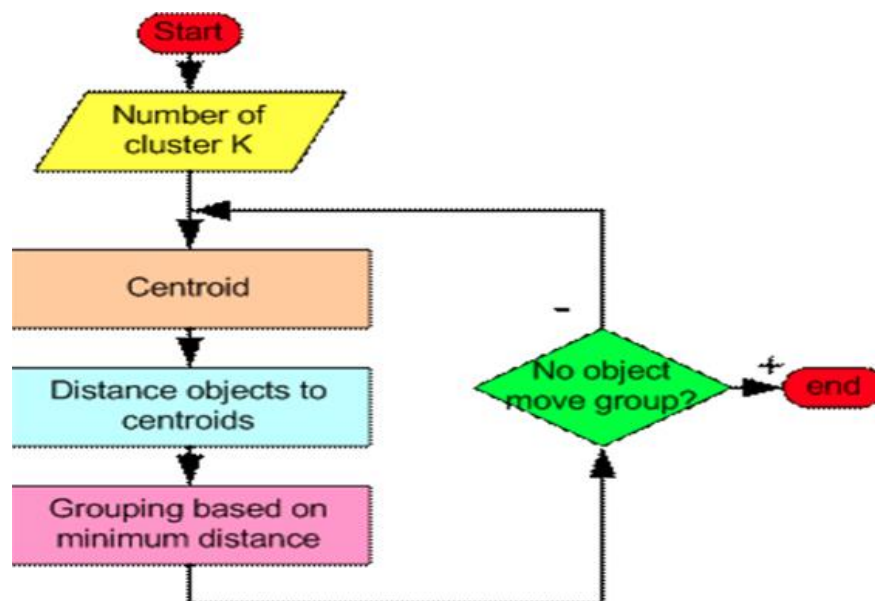 Start
Number of
cluster K
Centroid
Distance objects to
centroids
Grouping based on
minimum distance
-
No object
move group?
+
end